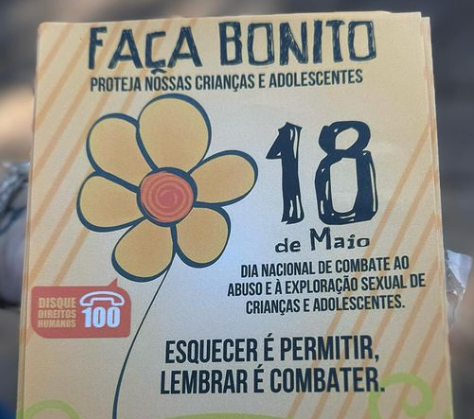 FAÇA BONITO
PROTEJA NOSSAS CRIANÇAS E ADOLESCENTES
18
de Maio
DIA NACIONAL DE COMBATE AO
ABUSO E À EXPLORAÇÃO SEXUAL DE
CRIANÇAS E ADOLESCENTES.
DISQUE
DIREITOS
HUMANOS
100
ESQUECER É PERMITIR,
LEMBRAR É COMBATER.